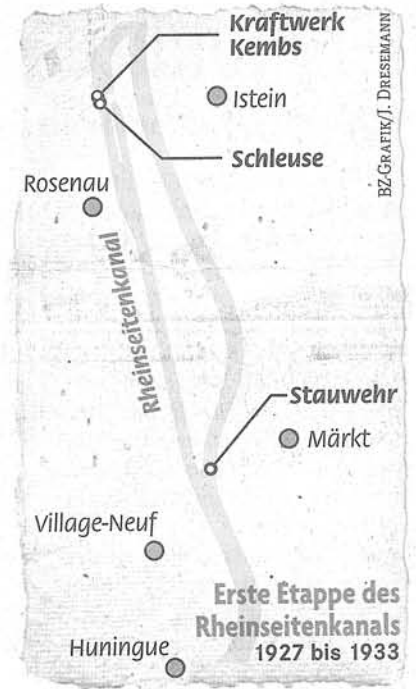 Kraftwerk
Kembs
BZ-GRAFIK/J. DRESEMANN
Istein
Schleuse
Rosenau
Rheinseitenkanal
Stauwehr
Märkt
Village-Neuf
Erste Etappe des
Rheinseitenkanals
1927 bis 1933
Huningue